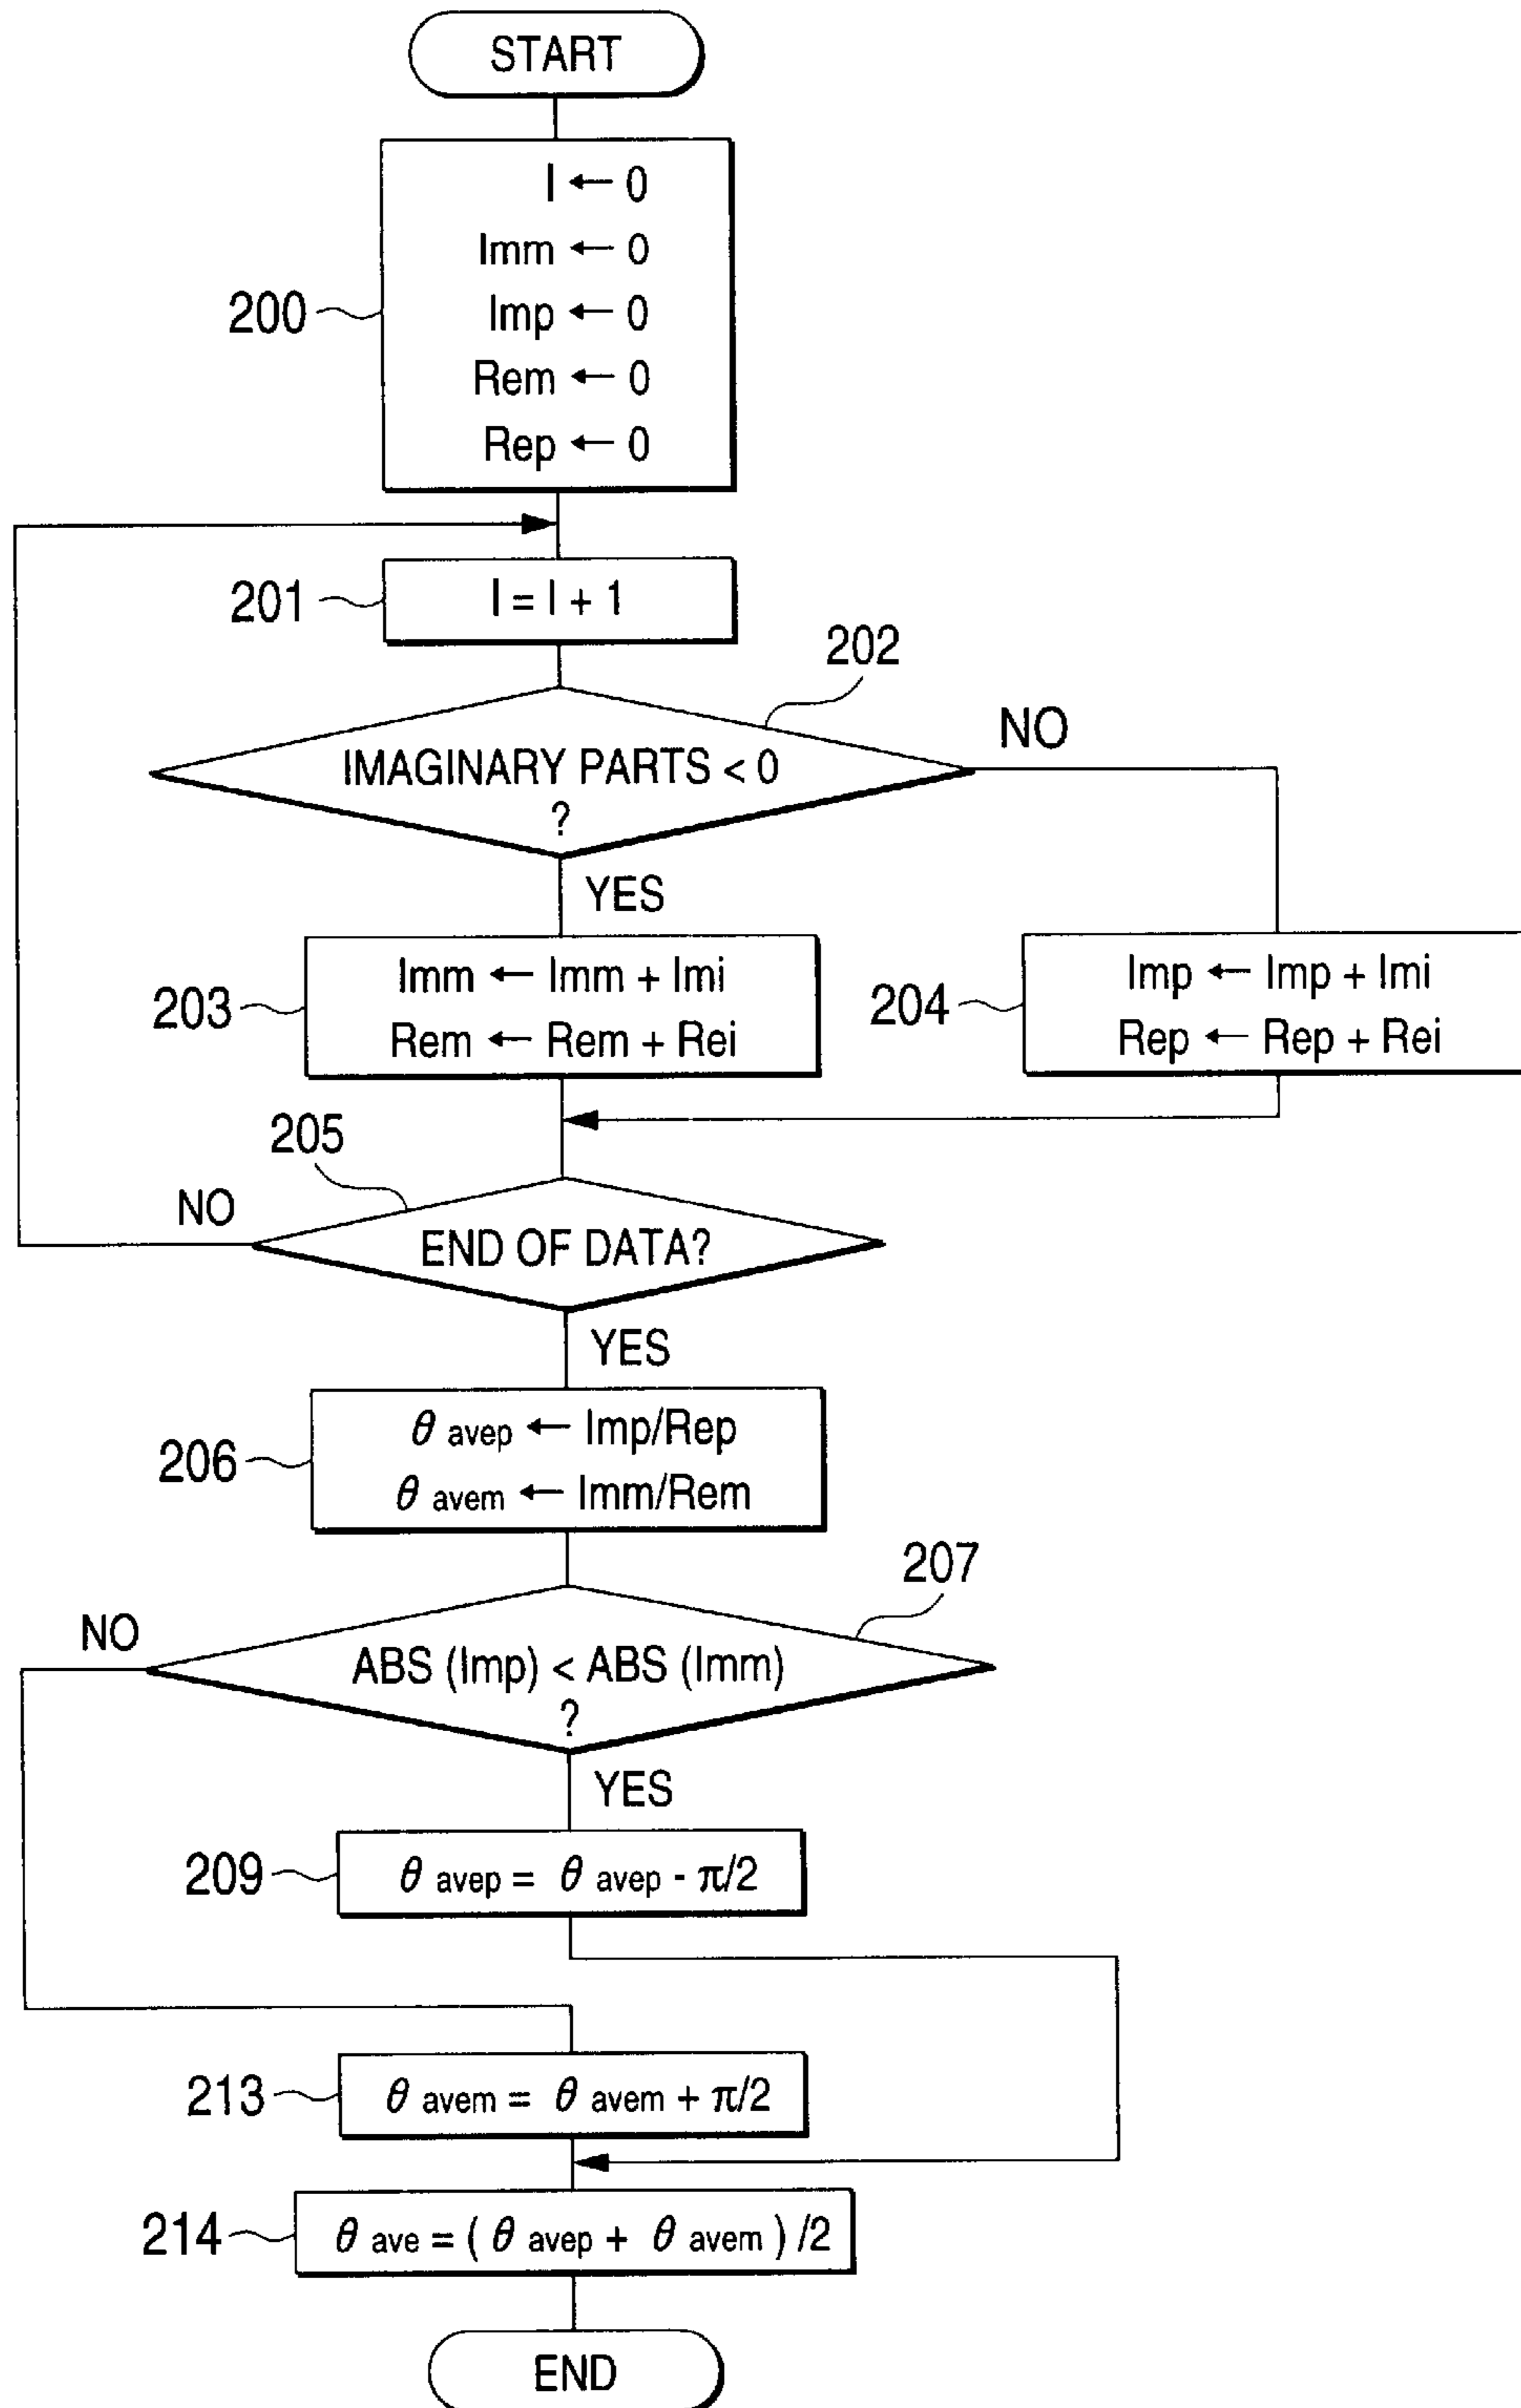 START
I ← 0
Imm ← 0
Imp ← 0
Rem ← 0
Rep ← 0
200
201
I = I + 1
202
IMAGINARY PARTS < 0
?
NO
YES
203
Imm ← Imm + Imi
Rem ← Rem + Rei
204
Imp ← Imp + Imi
Rep ← Rep + Rei
205
NO
END OF DATA?
YES
206
θ avep ← Imp/Rep
θ avem ← Imm/Rem
207
NO
ABS (Imp) < ABS (Imm)
?
YES
209
θ avep = θ avep - π/2
213
θ avem = θ avem + π/2
214
θ ave = ( θ avep + θ avem ) /2
END